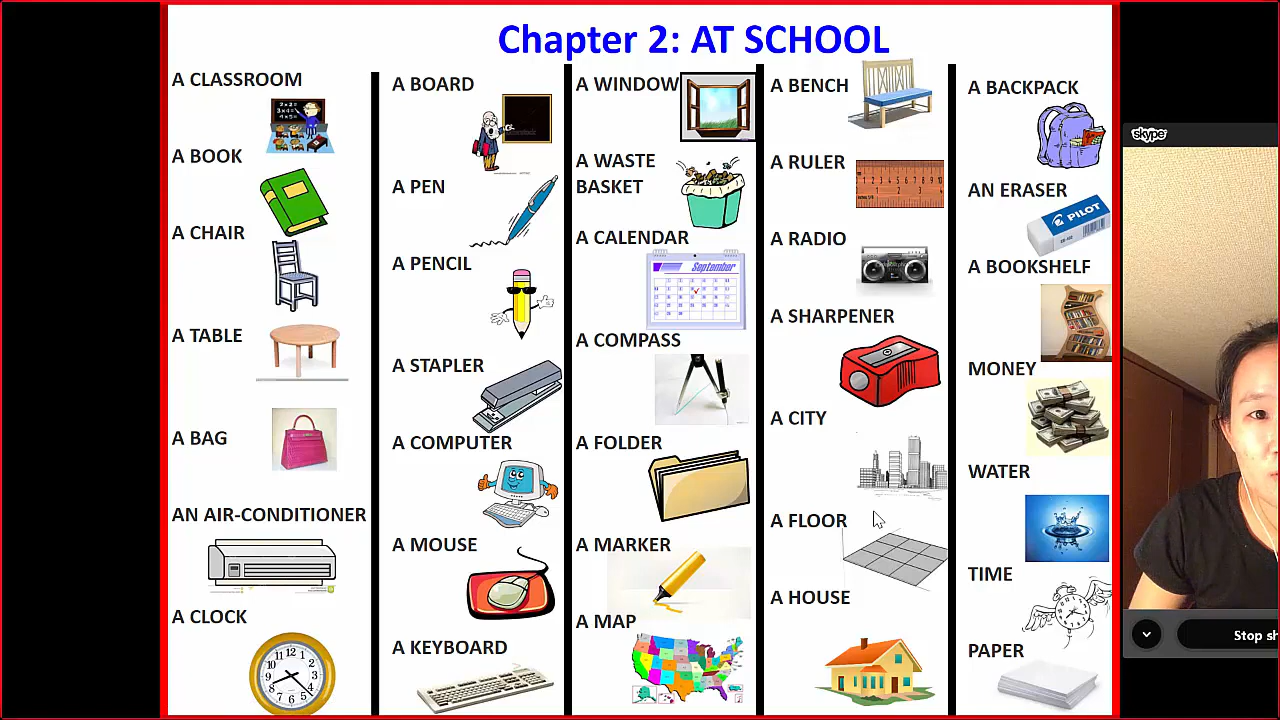 Chapter 2: AT SCHOOL
A CLASSROOM
A BOOK
A CHAIR
A TABLE
A BAG
AN AIR-CONDITIONER
A CLOCK
A BOARD
A PEN
A PENCIL
A STAPLER
A COMPUTER
A MOUSE
A KEYBOARD
A WINDOW
A WASTE
BASKET
A CALENDAR
September
A COMPASS
A FOLDER
A MARKER
A MAP
A BENCH
A RULER
A RADIO
A SHARPENER
A CITY
A FLOOR
A HOUSE
A BACKPACK
AN ERASER
PILOT
A BOOKSHELF
MONEY
WATER
TIME
PAPER
skype
Stop sh